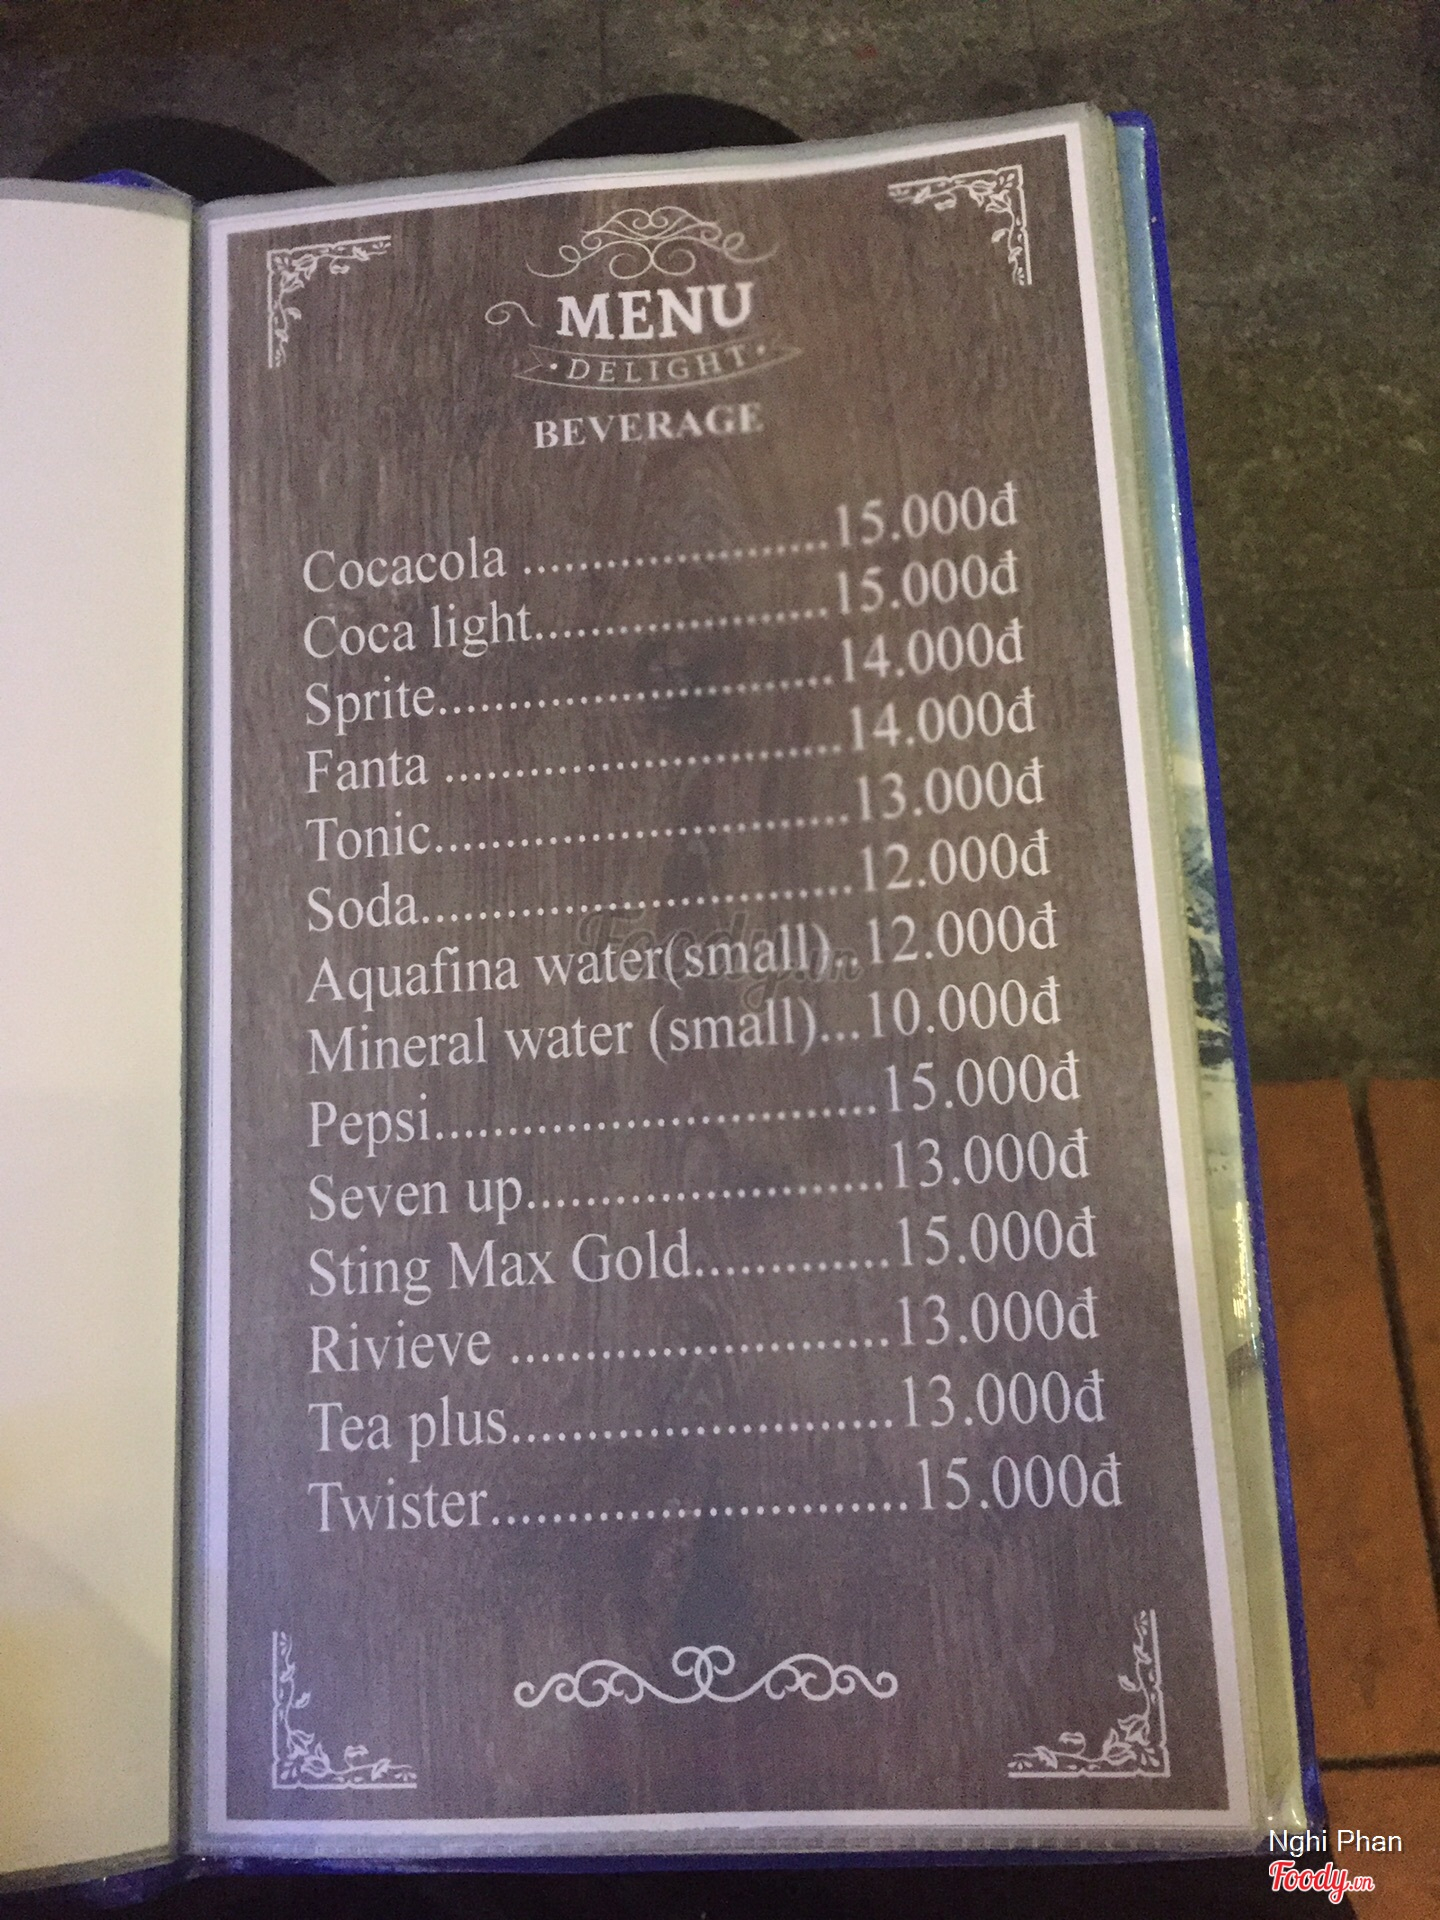 MENU
·DELIGHT·
BEVERAGE
Cocacola .........................15.000đ
Coca light........................15.000đ
Sprite.................................14.000đ
Fanta .................................14.000đ
Tonic..................................13.000đ
Soda...................................12.000đ
Aquafina water(small)..12.000đ
Mineral water (small)...10.000đ
Pepsi..................................15.000đ
Seven up...........................13.000đ
Sting Max Gold..............15.000đ
Rivieve ............................13.000đ
Tea plus............................13.000đ
Twister..............................15.000đ
Foody.vn
Nghi Phan
Foody.vn